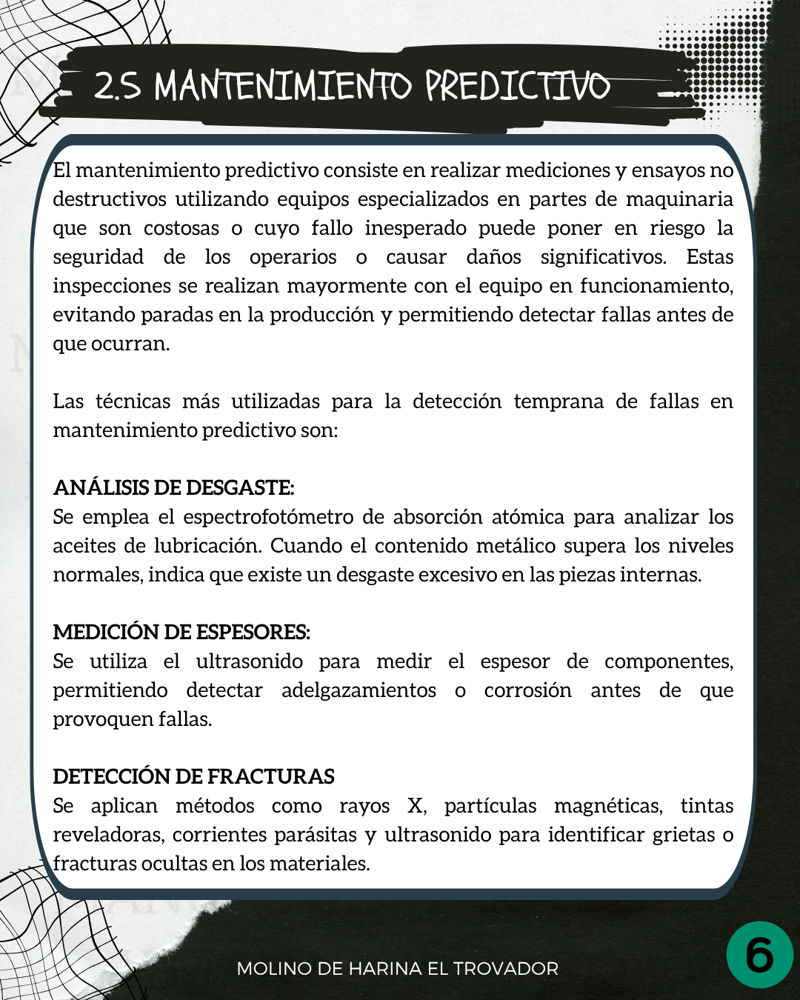 2.5 MANTENIMIENTO PREDICTIVO
El mantenimiento predictivo consiste en realizar mediciones y ensayos no
destructivos utilizando equipos especializados en partes de maquinaria
que son costosas o cuyo fallo inesperado puede poner en riesgo la
seguridad de los operarios o causar daños significativos. Estas
inspecciones se realizan mayormente con el equipo en funcionamiento,
evitando paradas en la producción y permitiendo detectar fallas antes de
que ocurran.
Las técnicas más utilizadas para la detección temprana de fallas en
mantenimiento predictivo son:
ANÁLISIS DE DESGASTE:
Se emplea el espectrofotómetro de absorción atómica para analizar los
aceites de lubricación. Cuando el contenido metálico supera los niveles
normales, indica que existe un desgaste excesivo en las piezas internas.
MEDICIÓN DE ESPESORES:
Se utiliza el ultrasonido para medir el espesor de componentes,
permitiendo detectar adelgazamientos o corrosión antes de que
provoquen fallas.
DETECCIÓN DE FRACTURAS
Se aplican métodos como rayos X, partículas magnéticas, tintas
reveladoras, corrientes parásitas y ultrasonido para identificar grietas o
fracturas ocultas en los materiales.
MOLINO DE HARINA EL TROVADOR
6